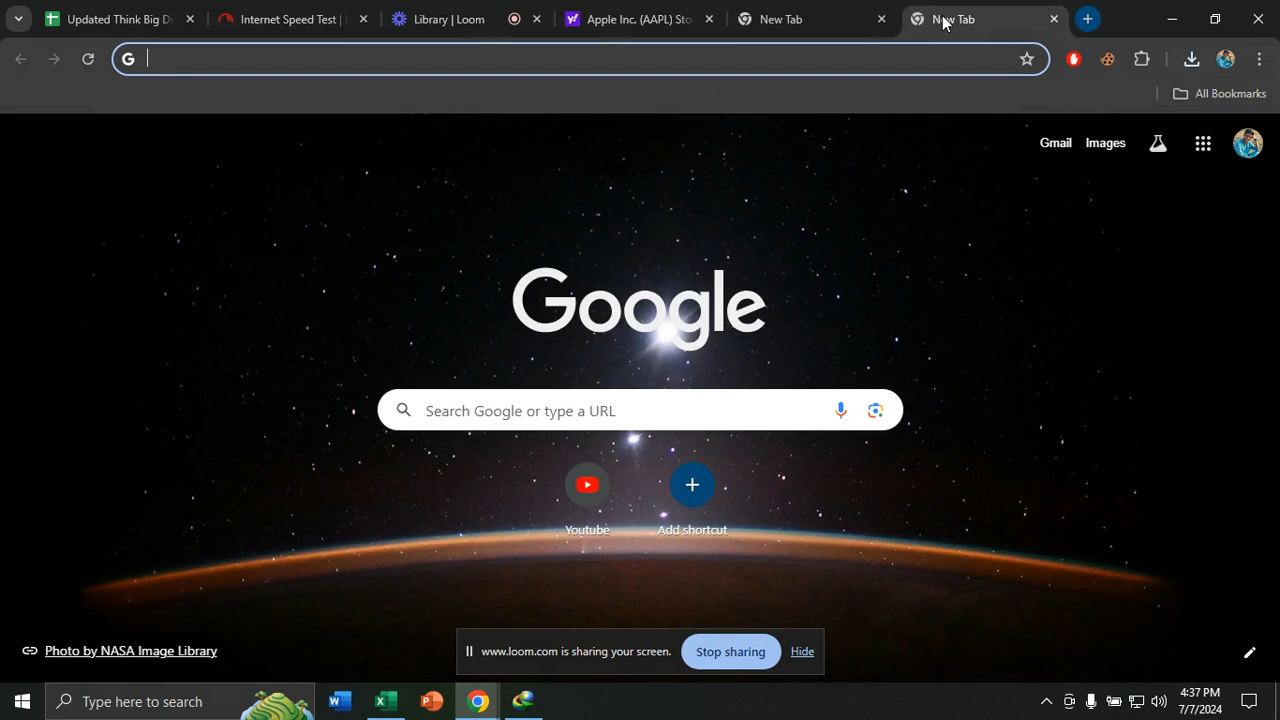 Updated Think Big Di
Internet Speed Test |
Library | Loom
Apple Inc. (AAPL) Sto
New Tab
New Tab
All Bookmarks
Gmail
Images
Google
Search Google or type a URL
Youtube
Add shortcut
Photo by NASA Image Library
www.loom.com is sharing your screen.
Stop sharing
Hide
Type here to search
4:37 PM
7/7/2024